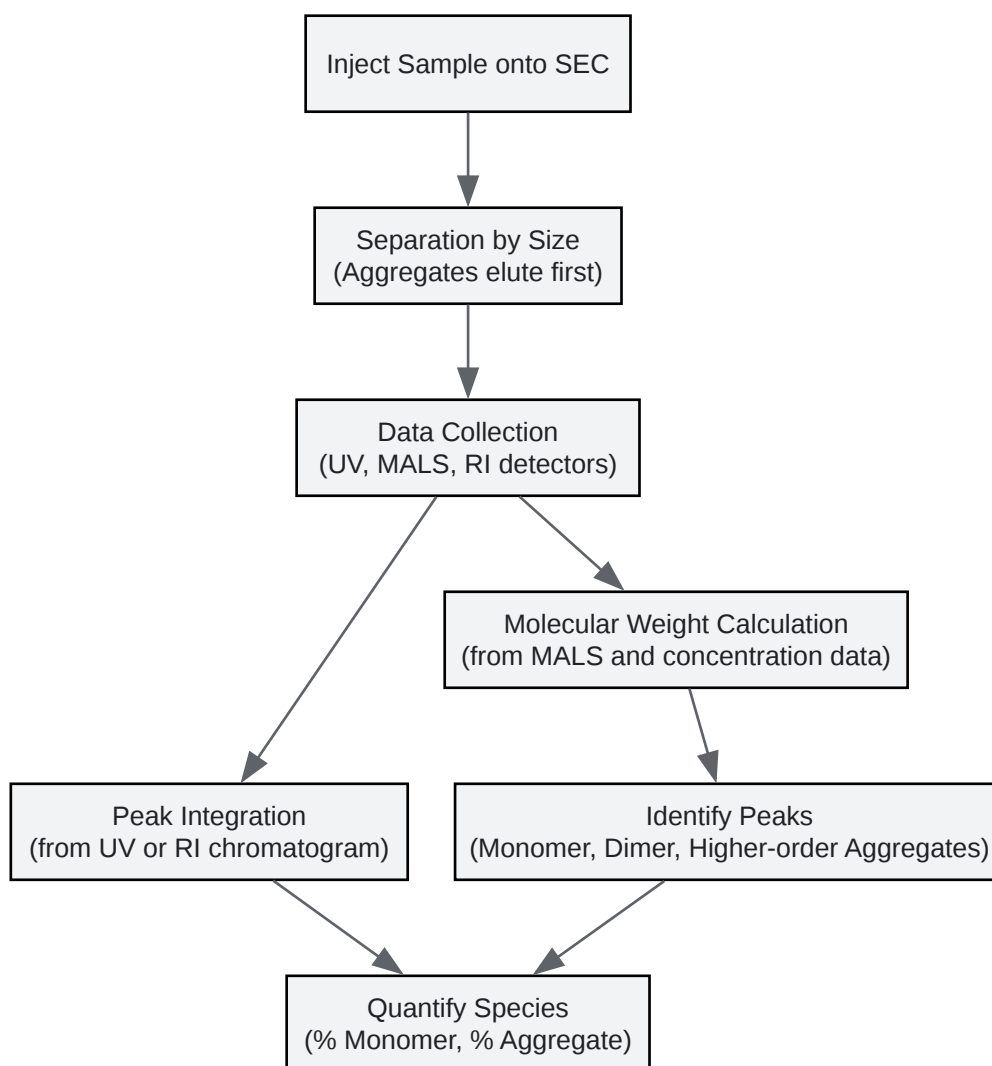 Inject Sample onto SEC
Separation by Size
(Aggregates elute first)
Data Collection
(UV, MALS, RI detectors)
Molecular Weight Calculation
(from MALS and concentration data)
Peak Integration
(from UV or RI chromatogram)
Identify Peaks
(Monomer, Dimer, Higher-order Aggregates)
Quantify Species
(% Monomer, % Aggregate)